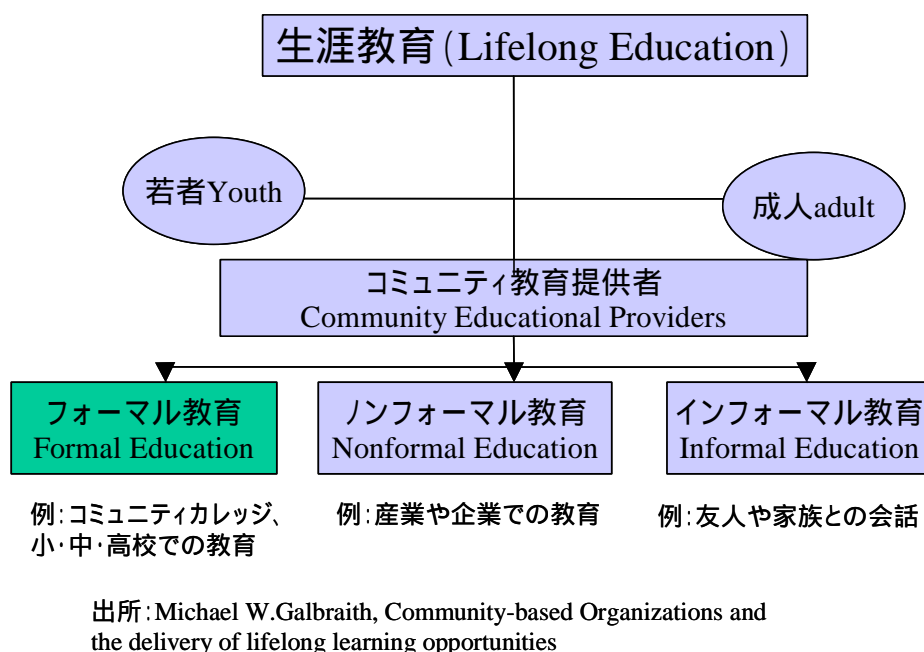 生涯教育(Lifelong Education)
若者Youth
成人adult
コミュニティ教育提供者
Community Educational Providers
フォーマル教育
Formal Education
ノンフォーマル教育
Nonformal Education
インフォーマル教育
Informal Education
例:コミュニティカレッジ、
小・中・高校での教育
例:産業や企業での教育
例:友人や家族との会話
出所:Michael W.Galbraith, Community-based Organizations and
the delivery of lifelong learning opportunities